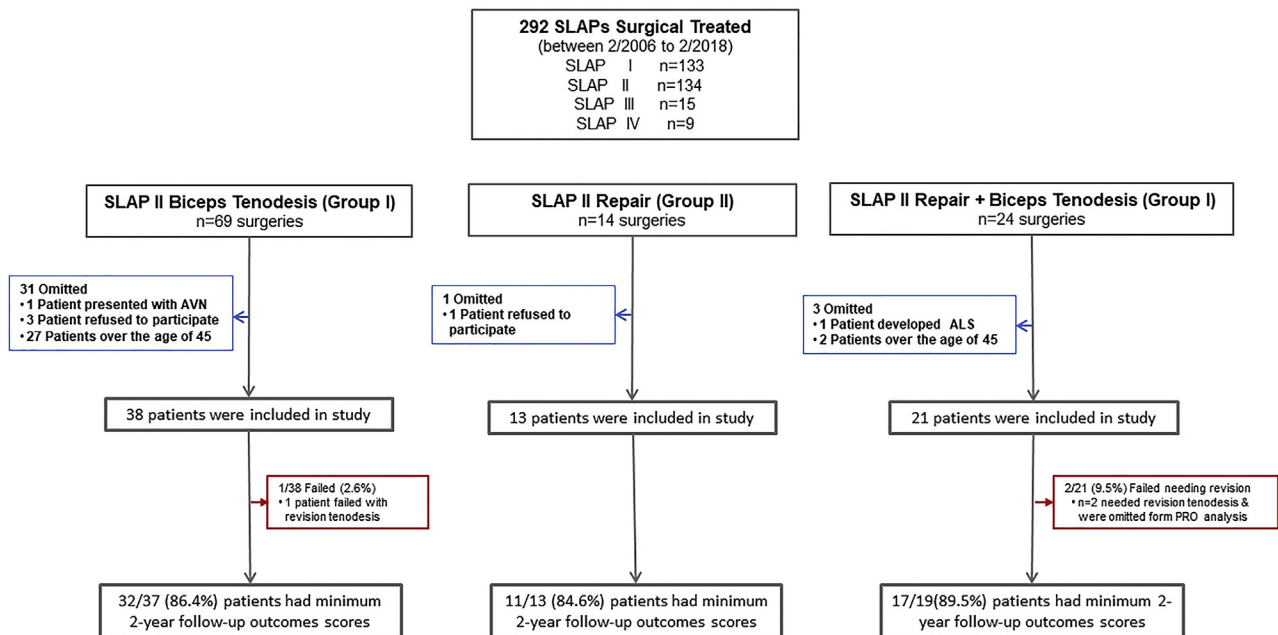 292 SLAPs Surgical Treated
(between 2/2006 to 2/2018)
SLAP I n=133
SLAP II n=134
SLAP III n=15
SLAP IV n=9
SLAP II Biceps Tenodesis (Group I)
n=69 surgeries
SLAP II Repair (Group II)
n=14 surgeries
SLAP II Repair + Biceps Tenodesis (Group I)
n=24 surgeries
31 Omitted
• 1 Patient presented with AVN
• 3 Patient refused to participate
• 27 Patients over the age of 45
1 Omitted
• 1 Patient refused to
participate
3 Omitted
• 1 Patient developed ALS
• 2 Patients over the age of 45
38 patients were included in study
13 patients were included in study
21 patients were included in study
1/38 Failed (2.6%)
• 1 patient failed with
revision tenodesis
2/21 (9.5%) Failed needing revision
• n=2 needed revision tenodesis &
were omitted form PRO analysis
32/37 (86.4%) patients had minimum
2-year follow-up outcomes scores
11/13 (84.6%) patients had minimum
2-year follow-up outcomes scores
17/19(89.5%) patients had minimum 2-
year follow-up outcomes scores